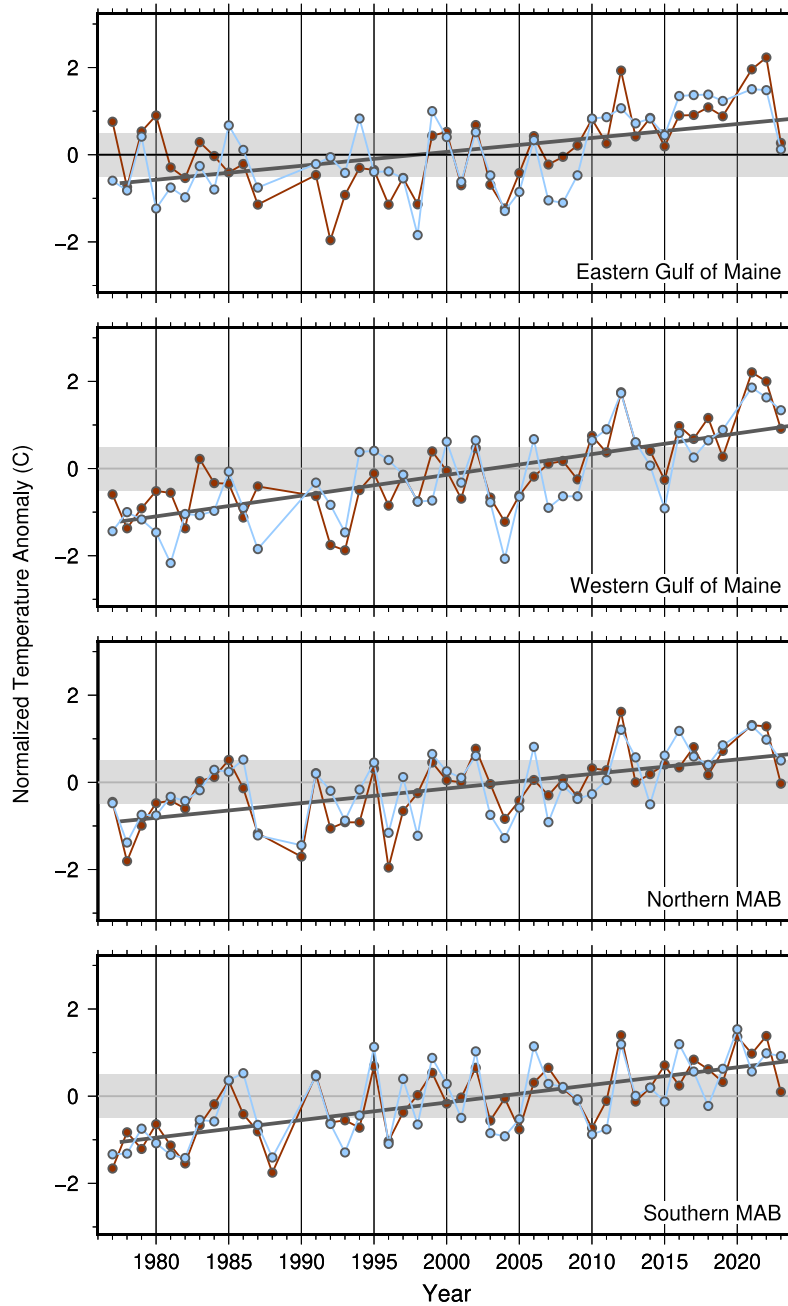 2
0
−2
Eastern Gulf of Maine
2
0
−2
Western Gulf of Maine
Normalized Temperature Anomaly (C)
2
0
−2
Northern MAB
2
0
−2
Southern MAB
1980 1985 1990 1995 2000 2005 2010 2015 2020
Year